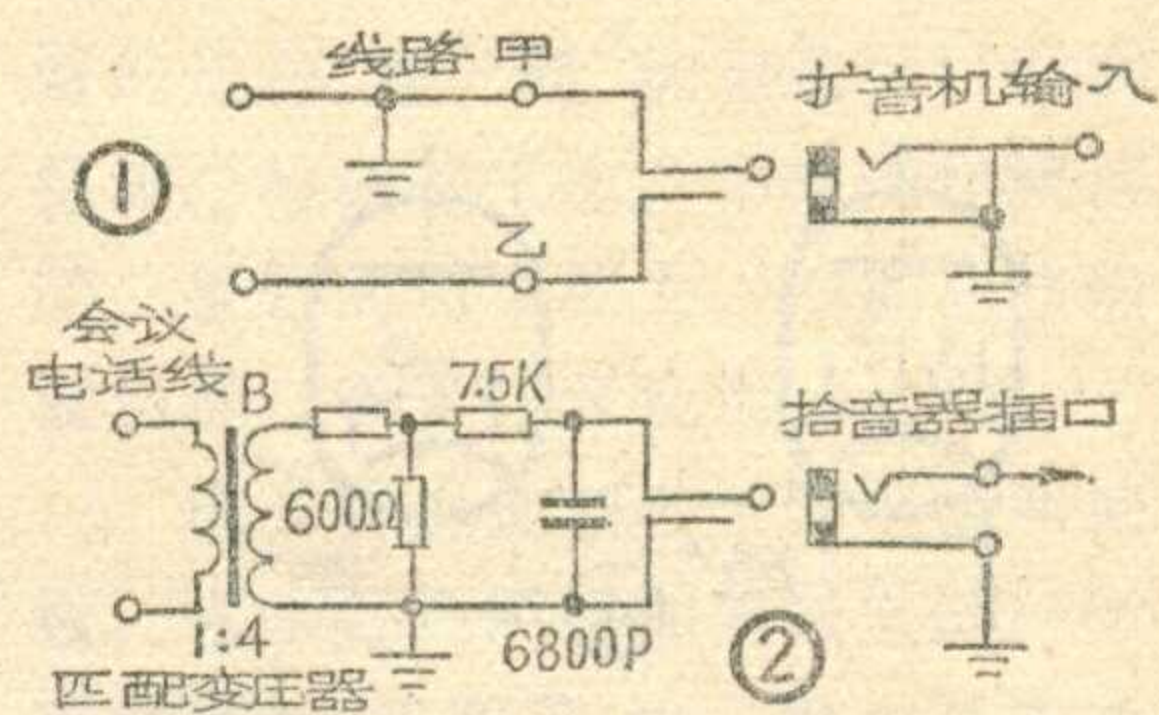 线路 甲
扩音机输入
①
乙
会议
电话线
B
7.5K
拾音器插口
600Ω
1:4
6800P
②
匹配变压器